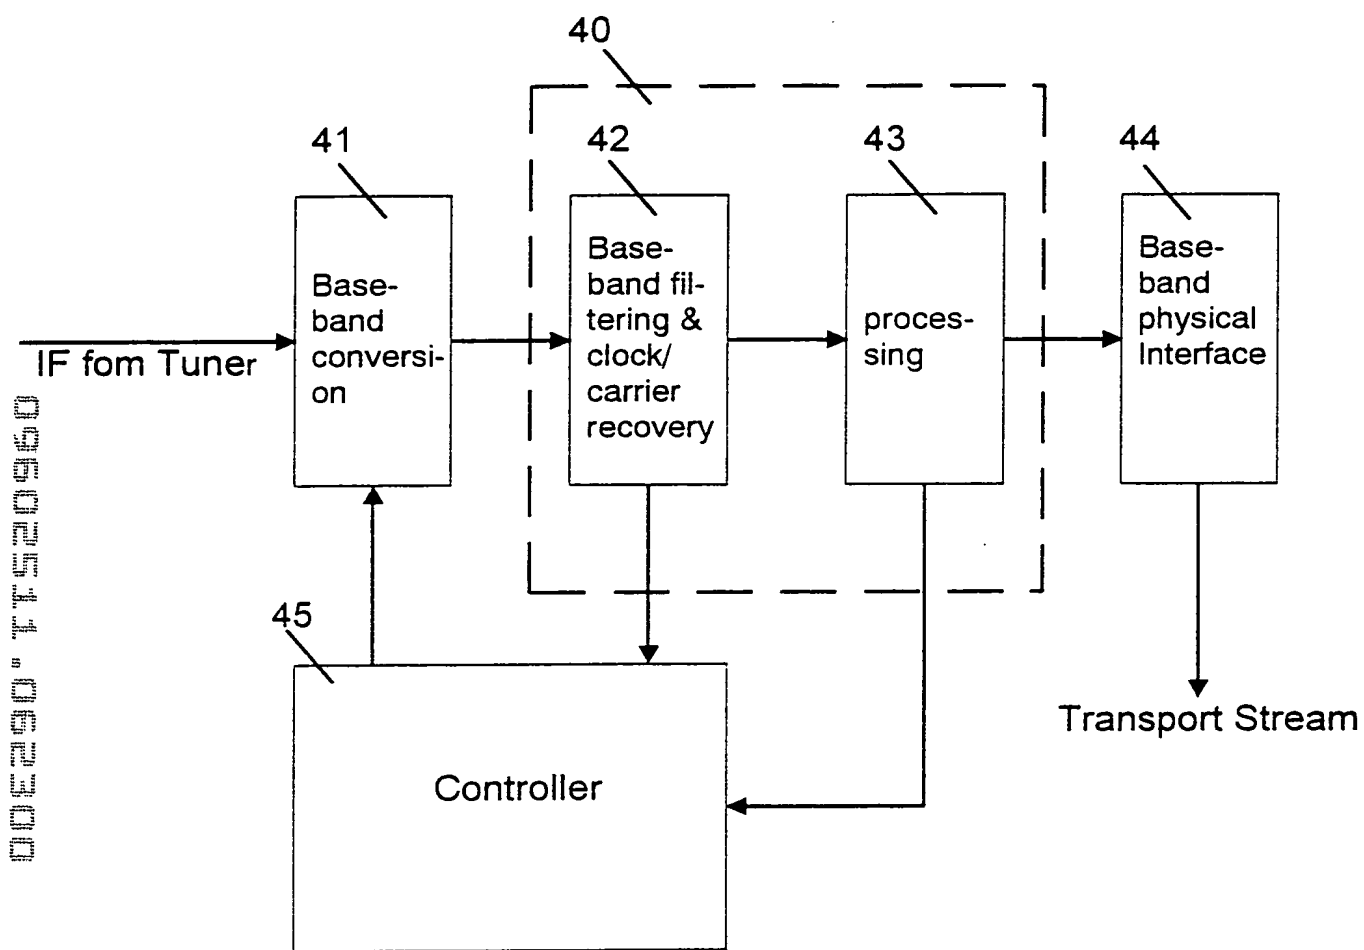 40
41
42
43
44
Base-
band
conversi-
on
Base-
band fil-
tering &
clock/
carrier
recovery
proces-
sing
Base-
band
physical
Interface
IF fom Tuner
45
Controller
Transport Stream
09602511.062300